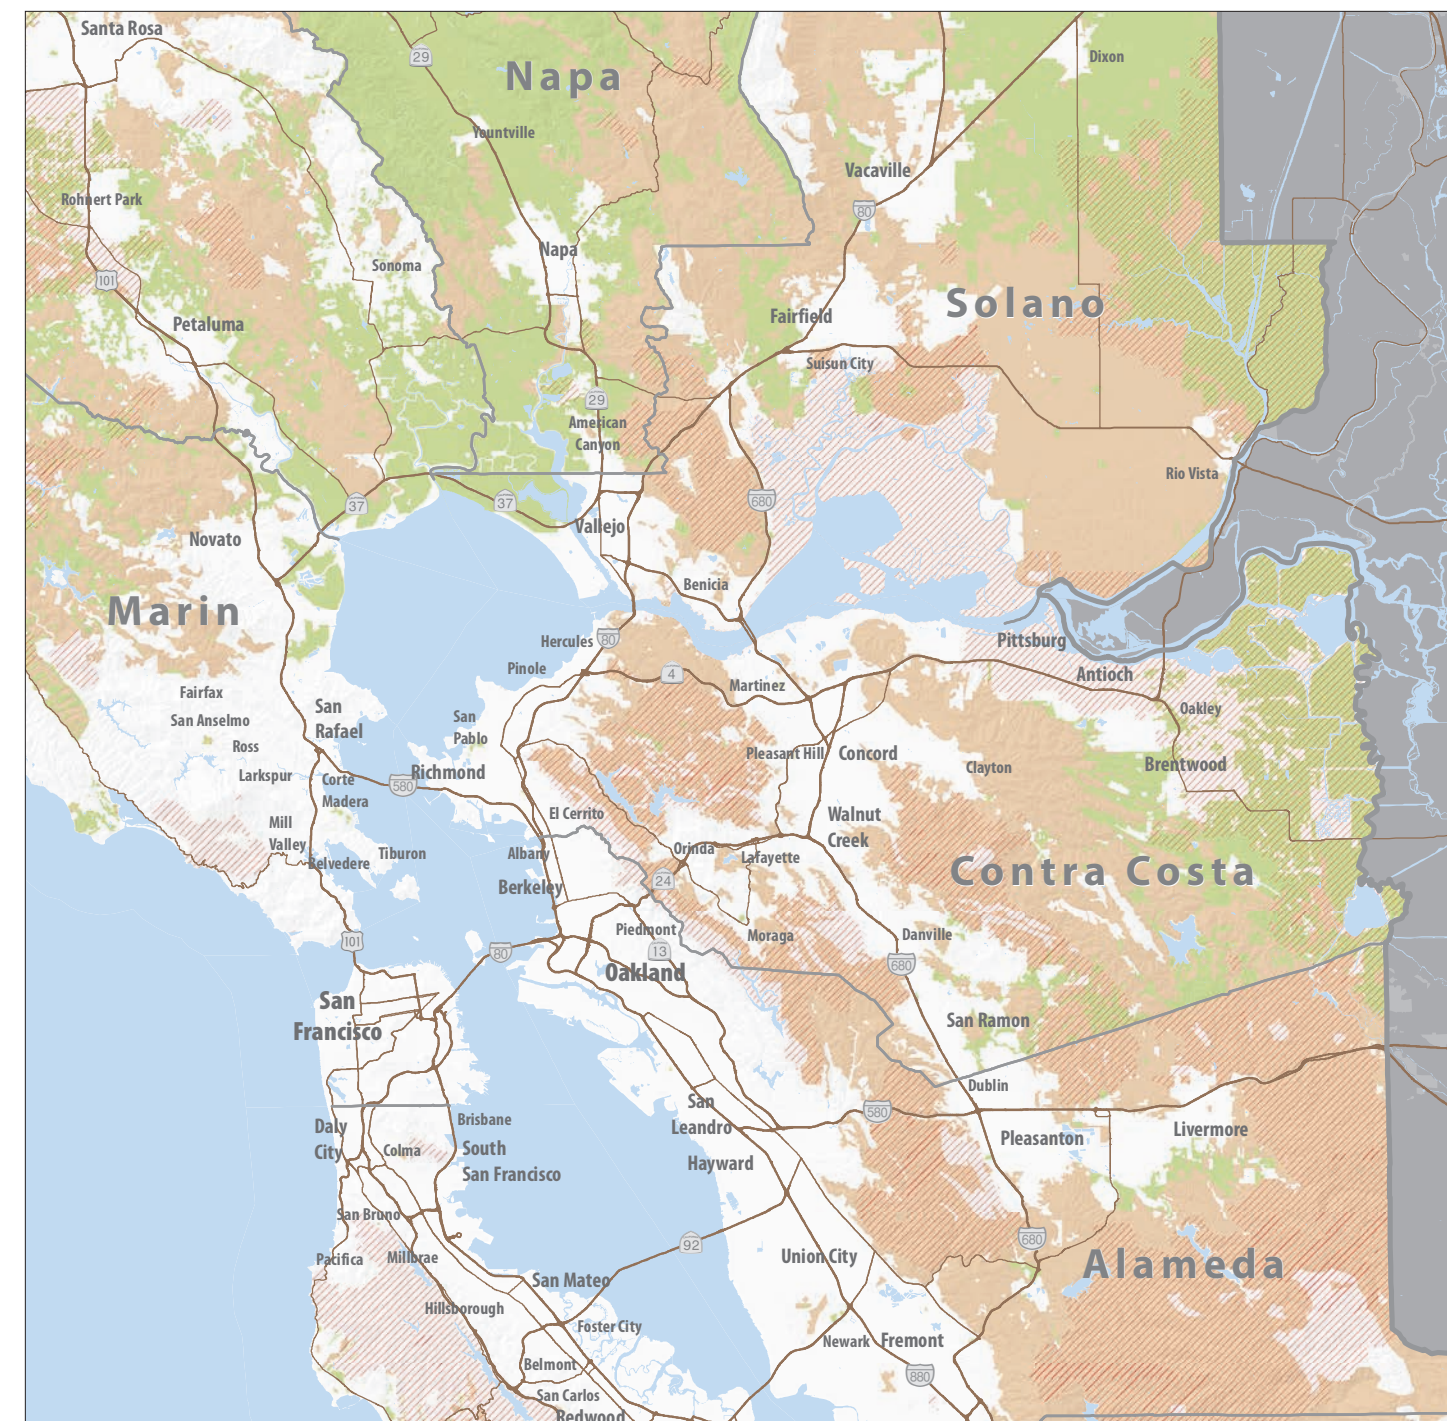 Santa Rosa
29
Napa
Dixon
Yountville
Vacaville
Rohnert Park
80
Napa
Sonoma
101
Solano
Petaluma
Fairfield
Suisun City
29
American
Canyon
Rio Vista
37
37
680
Vallejo
Novato
Benicia
Marin
Hercules
80
Pittsburg
Pinole
4
Martinez
Antioch
Fairfax
San
Rafael
San Anselmo
San
Pablo
Oakley
Ross
Pleasant Hill
Concord
Larkspur
Corte
Madera
580
Richmond
Clayton
Brentwood
El Cerrito
Walnut
Creek
Mill
Valley
Belvedere
Tiburon
Albany
Orinda
Lafayette
Berkeley
24
Contra Costa
Piedmont
Moraga
Danville
101
80
13
Oakland
680
San
Francisco
San Ramon
Dublin
San
Leandro
580
Daly
City
Brisbane
Colma
South
San Francisco
Pleasanton
Livermore
Hayward
San Bruno
92
680
Pacifica
Millbrae
Union City
Alameda
San Mateo
Hillsborough
Foster City
Newark
Fremont
Belmont
880
San Carlos
Redwood